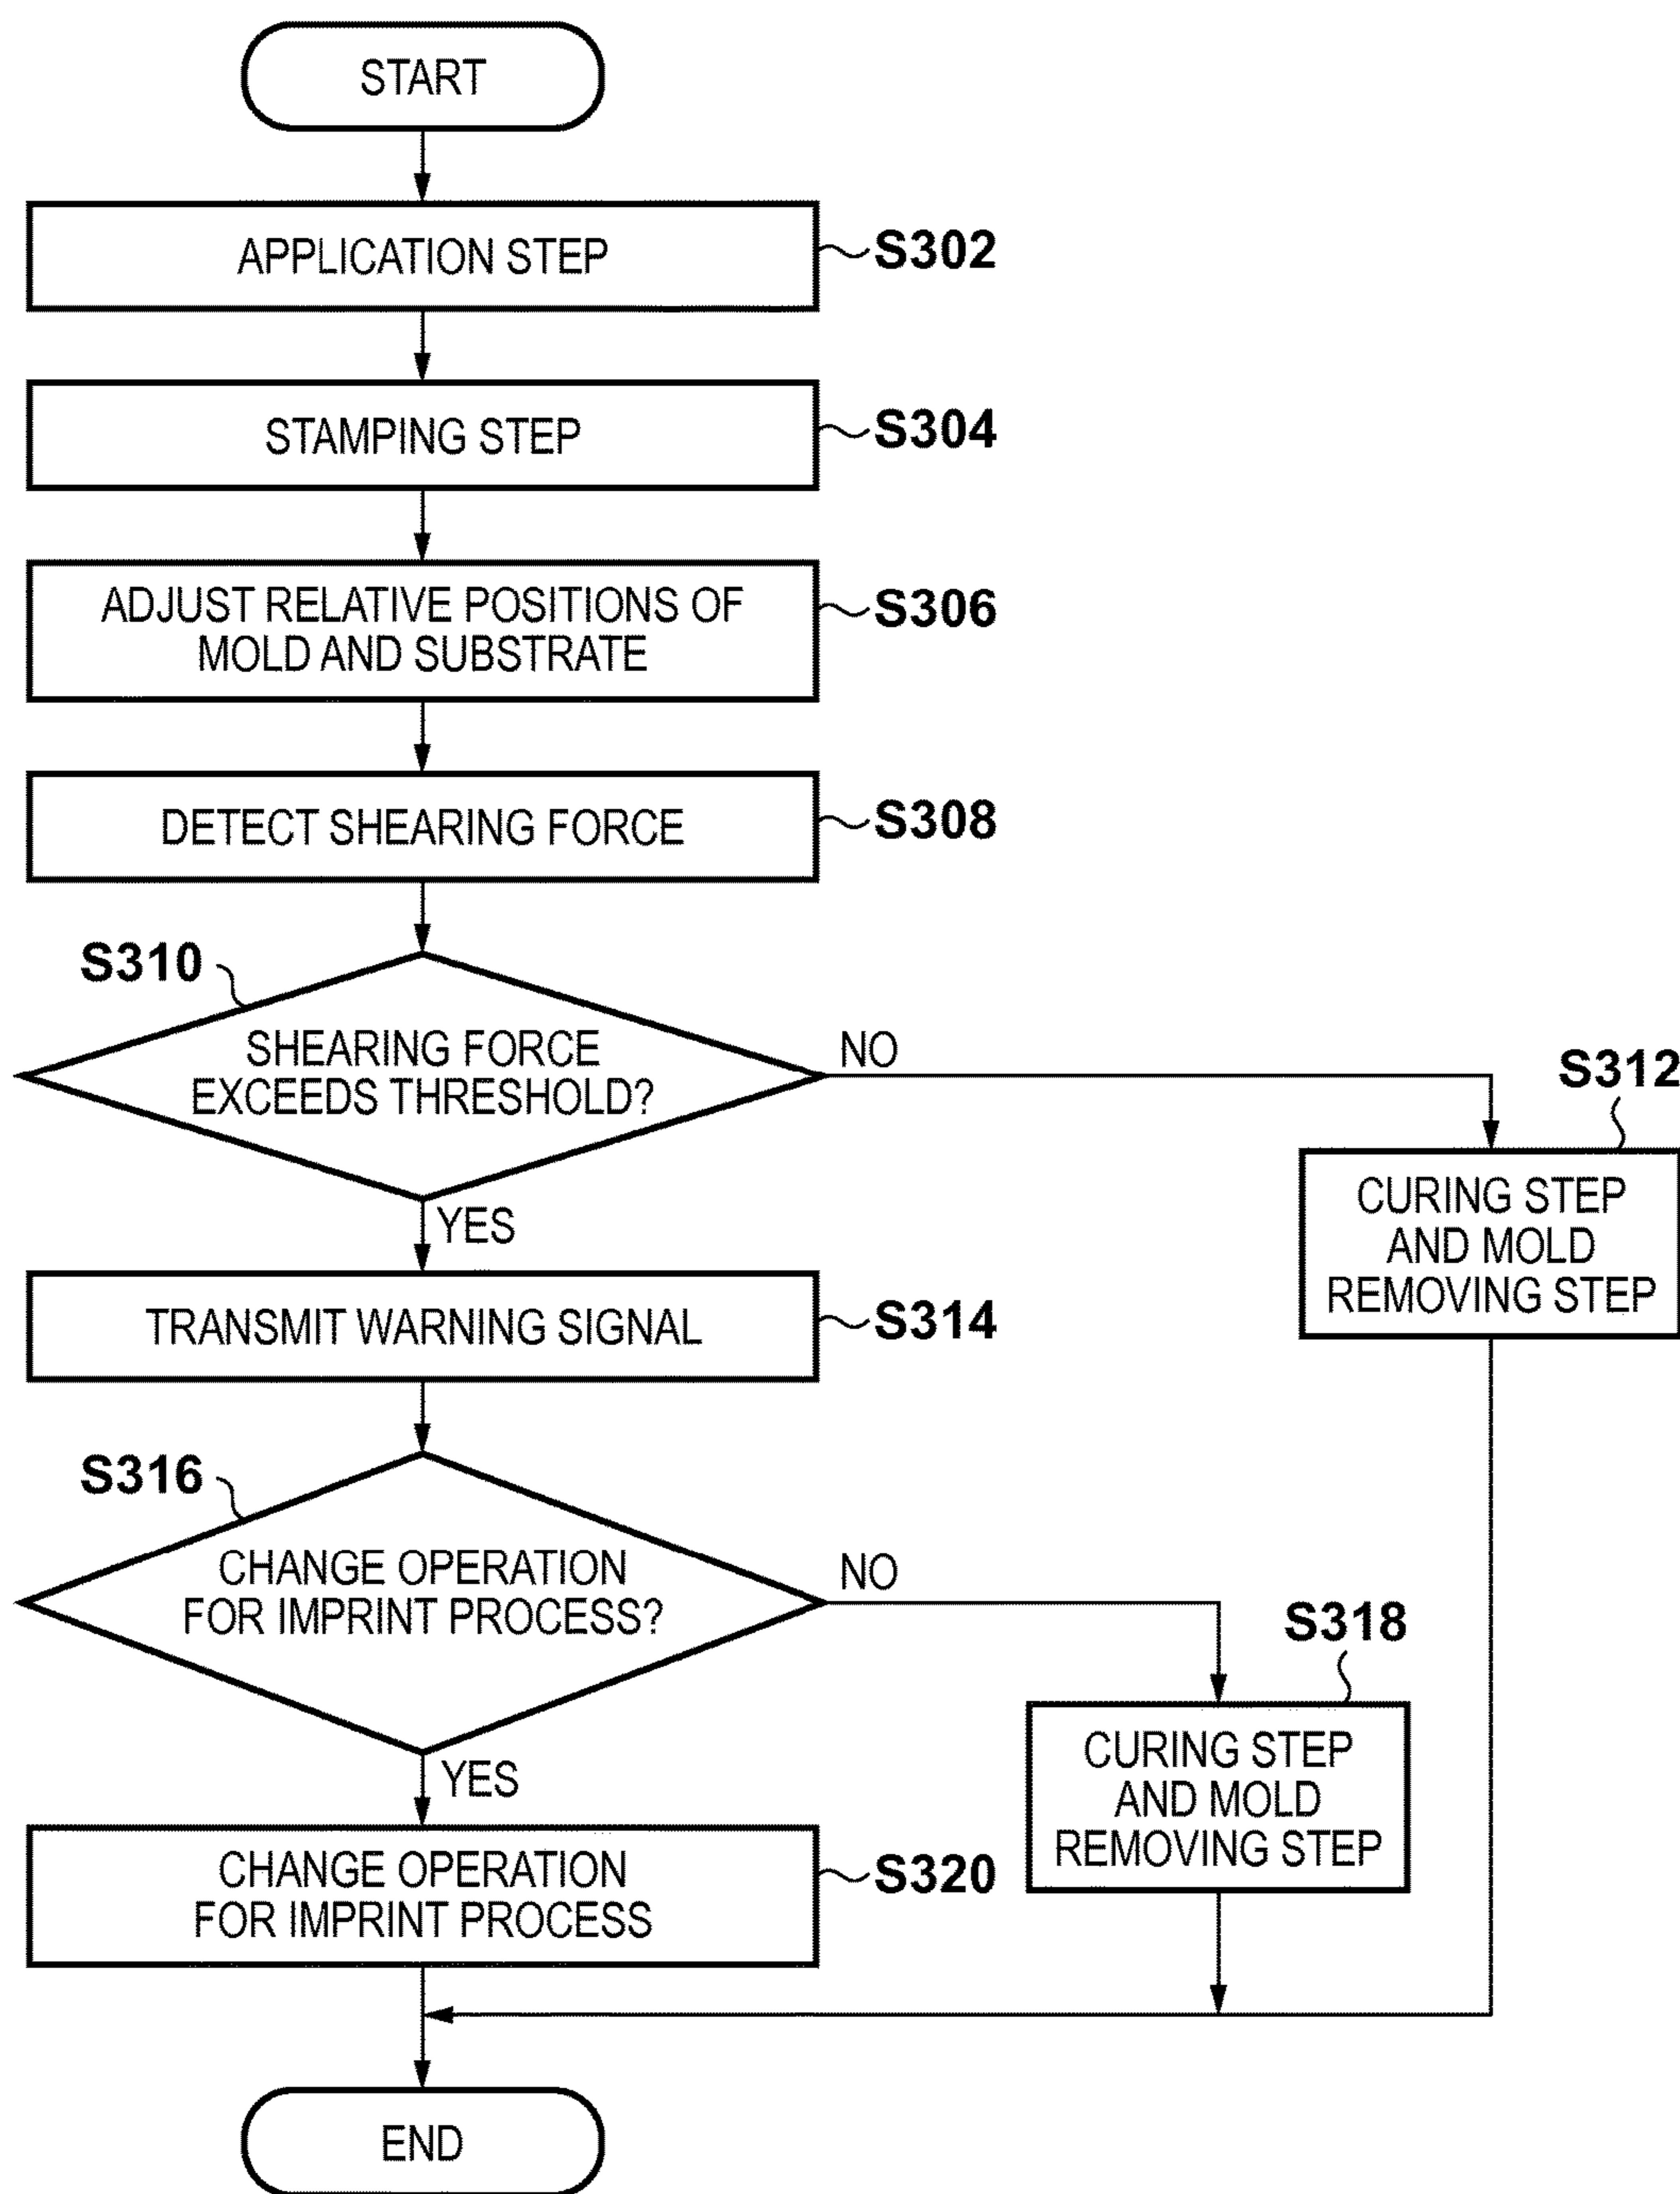 START
APPLICATION STEP
S302
STAMPING STEP
S304
ADJUST RELATIVE POSITIONS OF
MOLD AND SUBSTRATE
S306
DETECT SHEARING FORCE
S308
S310
SHEARING FORCE
EXCEEDS THRESHOLD?
NO
YES
S312
CURING STEP
AND MOLD
REMOVING STEP
TRANSMIT WARNING SIGNAL
S314
S316
CHANGE OPERATION
FOR IMPRINT PROCESS?
NO
YES
S318
CURING STEP
AND MOLD
REMOVING STEP
CHANGE OPERATION
FOR IMPRINT PROCESS
S320
END